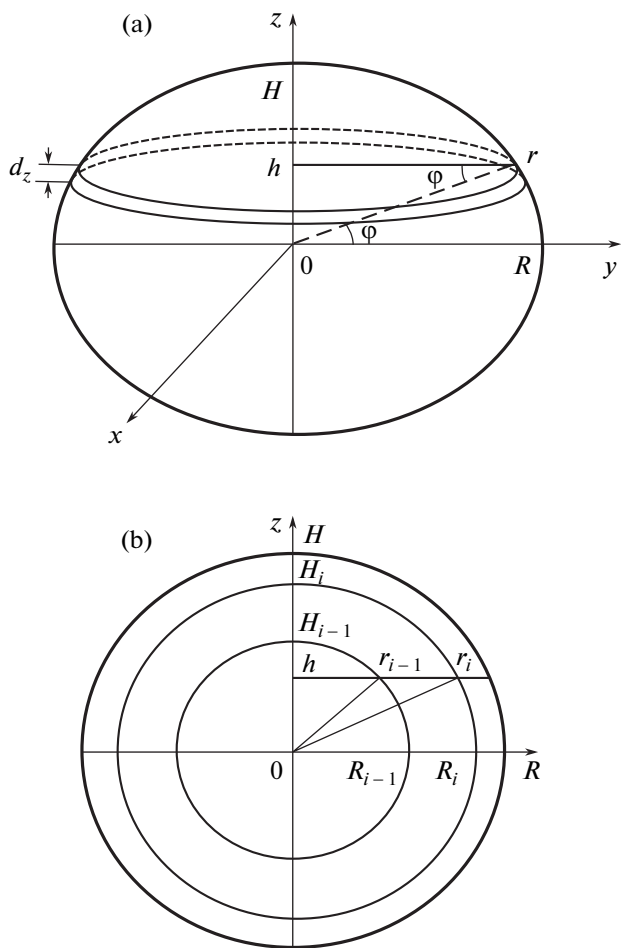 (a)
z
H
d_z
h
φ
r
φ
0
R
y
x
(b)
z
H
H_i
H_{i – 1}
h
r_{i – 1}
r_i
0
R_{i – 1}
R_i
R